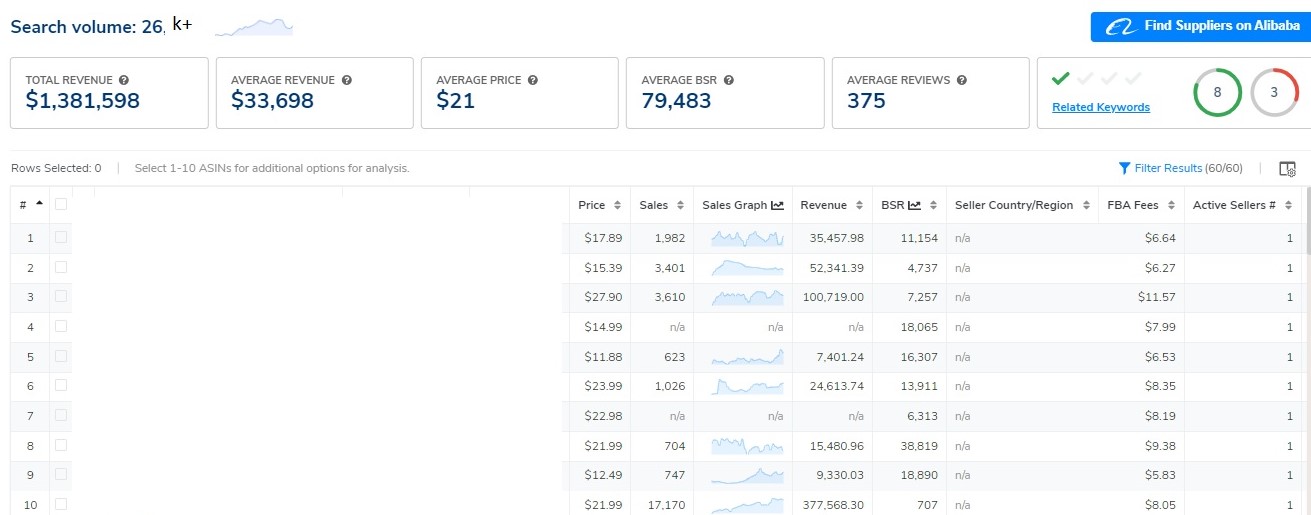 Search volume: 26, k+
Find Suppliers on Alibaba
TOTAL REVENUE ?
$1,381,598
AVERAGE REVENUE ?
$33,698
AVERAGE PRICE ?
$21
AVERAGE BSR ?
79,483
AVERAGE REVIEWS ?
375
Related Keywords
8
3
Rows Selected: 0 | Select 1-10 ASINs for additional options for analysis.
Filter Results (60/60)
# Price Sales Sales Graph Revenue BSR Seller Country/Region FBA Fees Active Sellers #
1 $17.89 1,982 35,457.98 11,154 n/a $6.64 1
2 $15.39 3,401 52,341.39 4,737 n/a $6.27 1
3 $27.90 3,610 100,719.00 7,257 n/a $11.57 1
4 $14.99 n/a n/a n/a 18,065 n/a $7.99 1
5 $11.88 623 7,401.24 16,307 n/a $6.53 1
6 $23.99 1,026 24,613.74 13,911 n/a $8.35 1
7 $22.98 n/a n/a n/a 6,313 n/a $8.19 1
8 $21.99 704 15,480.96 38,819 n/a $9.38 1
9 $12.49 747 9,330.03 18,890 n/a $5.83 1
10 $21.99 17,170 377,568.30 707 n/a $8.05 1